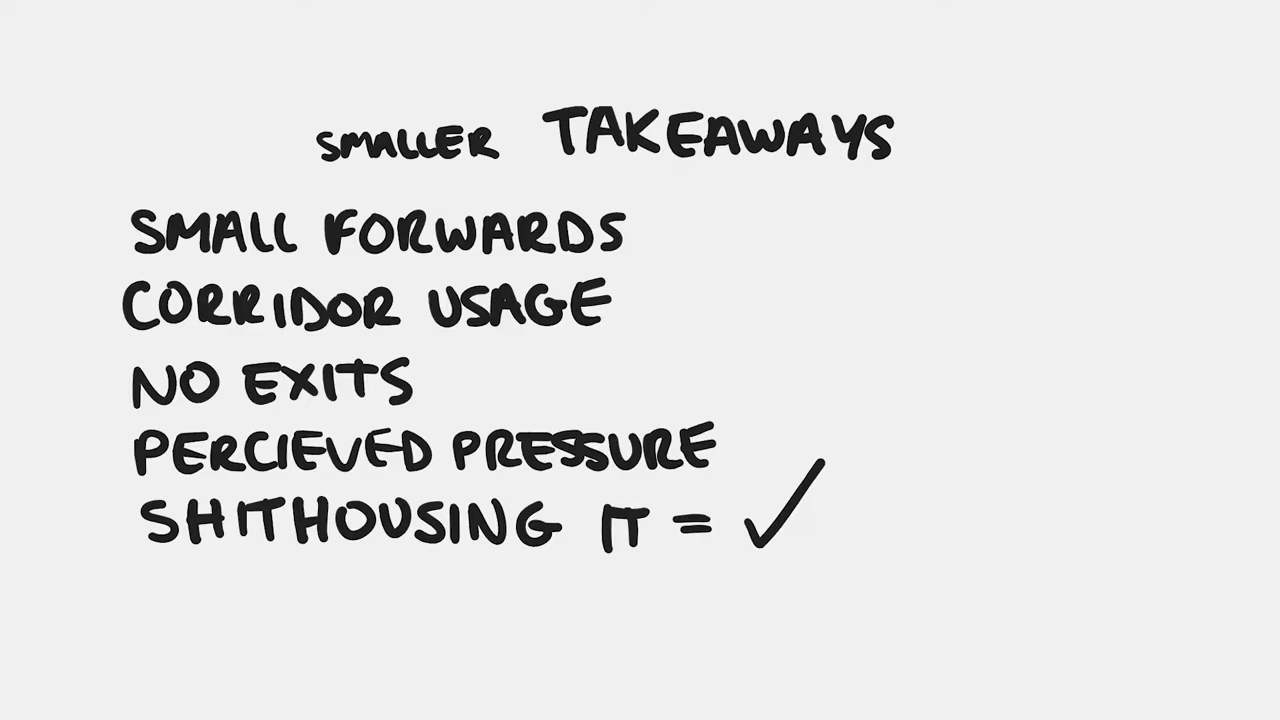 SMALLER TAKEAWAYS
SMALL FORWARDS
CORRIDOR USAGE
NO EXITS
PERCIEVED PRESSURE
SHITHOUSING IT = ✓